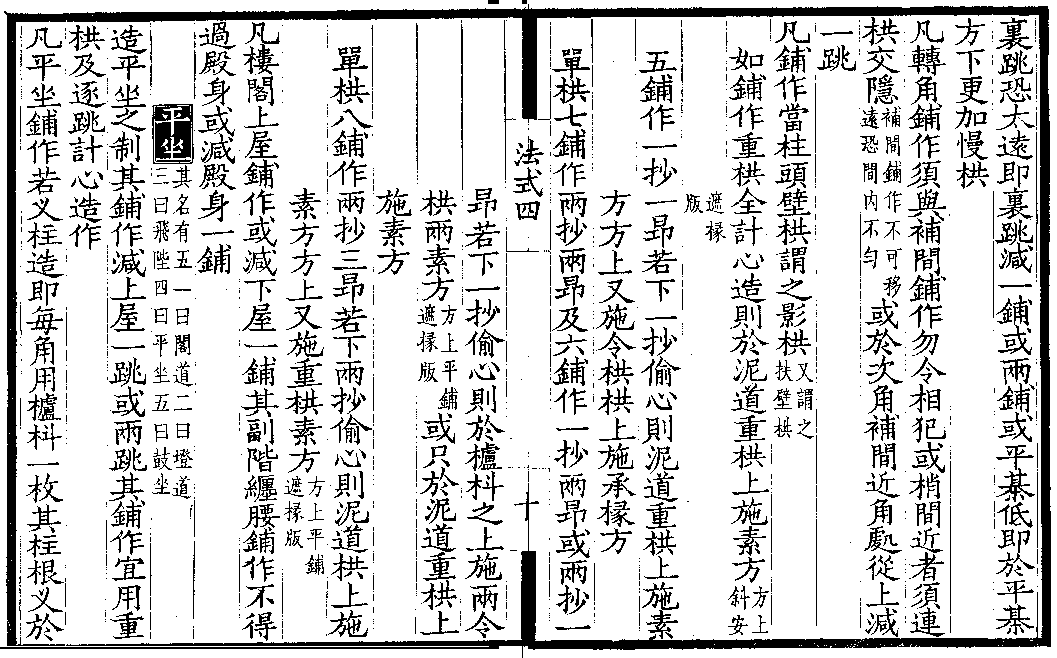 裏跳恐太遠即裏跳減一鋪或兩鋪或平棊低即於平棊
方下更加慢栱
凡轉角鋪作須與補間鋪作勿令相犯或梢間近者須連
栱交隱補間鋪作不可移遠恐間内不勻或於次角補間近角處從上減
一跳
凡鋪作當柱頭壁栱謂之影栱又謂之扶壁栱
如鋪作重栱全計心造則於泥道重栱上施素方方上斜安
遮椽版
五鋪作一抄一昂若下一抄偷心則泥道重栱上施素
方方上又施令栱栱上施承椽方
單栱七鋪作兩抄兩昂及六鋪作一抄兩昂或兩抄一
法式四
十
昂若下一抄偷心則於櫨枓之上施兩令
栱兩素方方上平鋪遮椽版或只於泥道重栱上
施素方
單栱八鋪作兩抄三昂若下兩抄偷心則泥道栱上施
素方方上又施重栱素方方上平鋪遮椽版
凡樓閣上屋鋪作或減下屋一鋪其副階纏腰鋪作不得
過殿身或減殿身一鋪
平坐其名有五一曰閣道二曰墱道三曰飛陛四曰平坐五曰鼓坐
造平坐之制其鋪作減上屋一跳或兩跳其鋪作宜用重
栱及逐跳計心造作
凡平坐鋪作若叉柱造即每角用櫨枓一枚其柱根叉於